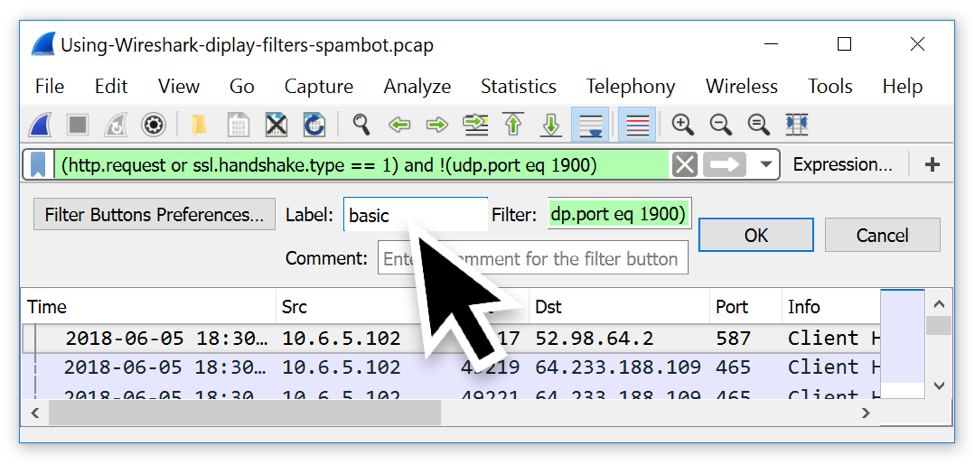 Using-Wireshark-diplay-filters-spambot.pcap
File Edit View Go Capture Analyze Statistics Telephony Wireless Tools Help
(http.request or ssl.handshake.type == 1) and !(udp.port eq 1900) Expression... +
Filter Buttons Preferences... Label: basic Filter: dp.port eq 1900) OK Cancel
Comment: Ente comment for the filter button
Time Src Dst Port Info
2018-06-05 18:30... 10.6.5.102 17 52.98.64.2 587 Client H
2018-06-05 18:30... 10.6.5.102 49219 64.233.188.109 465 Client H
2018-06-05 18:30... 10.6.5.102 49221 64.233.188.109 465 Client H